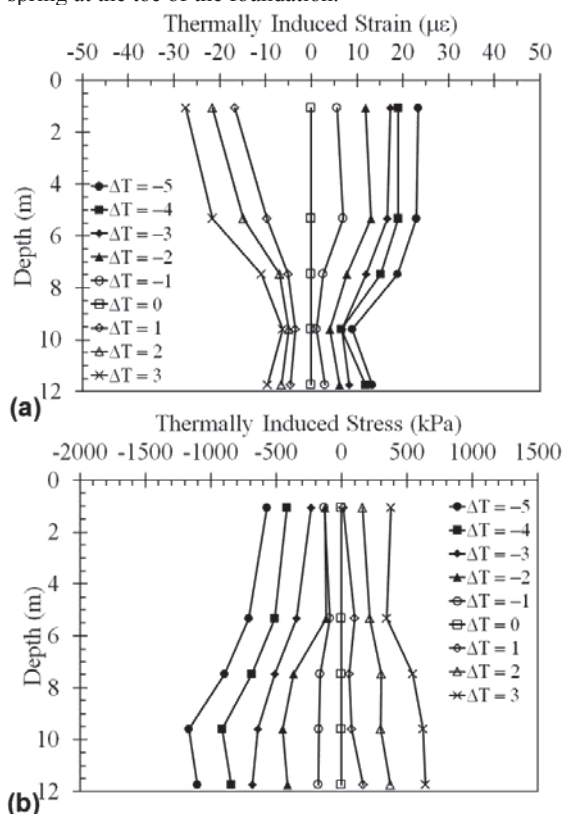 spring at the toe of the foundation.
Thermally Induced Strain (με)
-50 -40 -30 -20 -10 0 10 20 30 40 50
0
2
4
6
8
10
12
Depth (m)
ΔT = −5
ΔT = −4
ΔT = −3
ΔT = −2
ΔT = −1
ΔT = 0
ΔT = 1
ΔT = 2
ΔT = 3
(a)
Thermally Induced Stress (kPa)
-2000 -1500 -1000 -500 0 500 1000 1500
0
2
4
6
8
10
12
Depth (m)
ΔT = −5
ΔT = −4
ΔT = −3
ΔT = −2
ΔT = −1
ΔT = 0
ΔT = 1
ΔT = 2
ΔT = 3
(b)